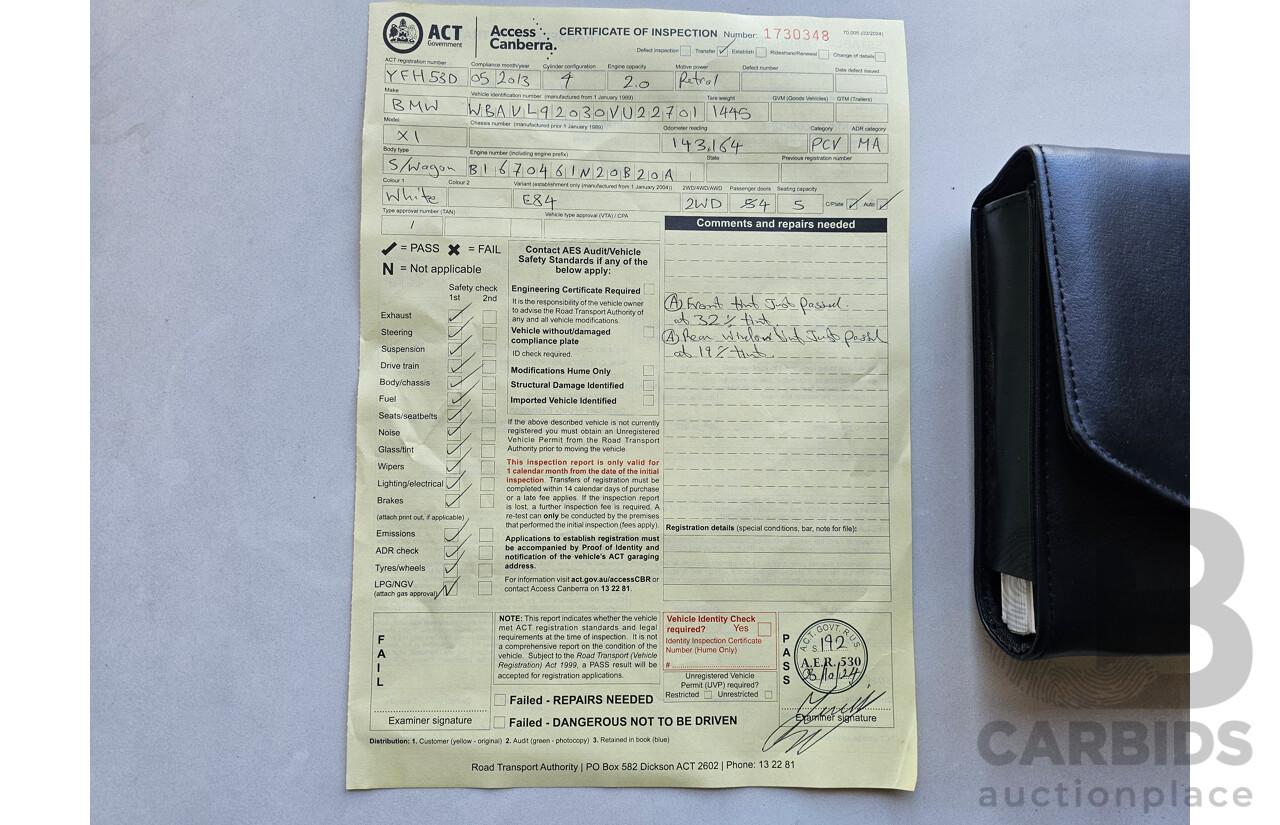 ACT Government
Access Canberra.
CERTIFICATE OF INSPECTION Number: 1730348 70.005 (03/2024)
Defect inspection Transfer ✓ Establish Rideshare/Renewal Change of details
ACT registration number Compliance month/year Cylinder configuration Engine capacity Motive power Defect number Date defect issued
YFH53D 05 2013 4 2.0 Petrol
Make Vehicle identification number (manufactured from 1 January 1989) Tare weight GVM (Goods Vehicles) GTM (Trailers)
BMW WBAVL92030VU22701 1445
Model Chassis number (manufactured prior 1 January 1989) Odometer reading Category ADR category
X1 143,164 PCV MA
Body type Engine number (including engine prefix) State Previous registration number
S/Wagon B1670461N20B20A
Colour 1 Colour 2 Variant (establishment only (manufactured from 1 January 2004)) 2WD/4WD/AWD Passenger doors Seating capacity
White E84 2WD 4 5 C/Plate ✓ Auto ✓
Type approval number (TAN) Vehicle type approval (VTA) / CPA
/
Comments and repairs needed
(A) Front tint Just passed.
at 32% tint.
(A) Rear window tint Just passed
at 19% tint.
Registration details (special conditions, bar, note for file):
✓ = PASS ✖ = FAIL
N = Not applicable
Safety check
1st 2nd
Exhaust ✓
Steering ✓
Suspension ✓
Drive train ✓
Body/chassis ✓
Fuel ✓
Seats/seatbelts ✓
Noise ✓
Glass/tint ✓
Wipers ✓
Lighting/electrical ✓
Brakes ✓
(attach print out, if applicable)
Emissions ✓
ADR check ✓
Tyres/wheels ✓
LPG/NGV N
(attach gas approval)
Contact AES Audit/Vehicle
Safety Standards if any of the
below apply:
Engineering Certificate Required
It is the responsibility of the vehicle owner
to advise the Road Transport Authority of
any and all vehicle modifications.
Vehicle without/damaged
compliance plate
ID check required.
Modifications Hume Only
Structural Damage Identified
Imported Vehicle Identified
If the above described vehicle is not currently
registered you must obtain an Unregistered
Vehicle Permit from the Road Transport
Authority prior to moving the vehicle.
This inspection report is only valid for
1 calendar month from the date of the initial
inspection. Transfers of registration must be
completed within 14 calendar days of purchase
or a late fee applies. If the inspection report
is lost, a further inspection fee is required. A
re-test can only be conducted by the premises
that performed the initial inspection (fees apply).
Applications to establish registration must
be accompanied by Proof of Identity and
notification of the vehicle's ACT garaging
address.
For information visit act.gov.au/accessCBR or
contact Access Canberra on 13 22 81.
FAIL
Examiner signature
NOTE: This report indicates whether the vehicle
met ACT registration standards and legal
requirements at the time of inspection. It is not
a comprehensive report on the condition of the
vehicle. Subject to the Road Transport (Vehicle
Registration) Act 1999, a PASS result will be
accepted for registration applications.
Failed - REPAIRS NEEDED
Failed - DANGEROUS NOT TO BE DRIVEN
Vehicle Identity Check
required? Yes
Identity Inspection Certificate
Number (Hume Only)
#
Unregistered Vehicle
Permit (UVP) required?
Restricted Unrestricted
PASS
A.C.T. GOVT. R.U.S.
S 192
A.E.R. 530
Examiner signature
Distribution: 1. Customer (yellow - original) 2. Audit (green - photocopy) 3. Retained in book (blue)
Road Transport Authority | PO Box 582 Dickson ACT 2602 | Phone: 13 22 81
CARBIDS
auctionplace